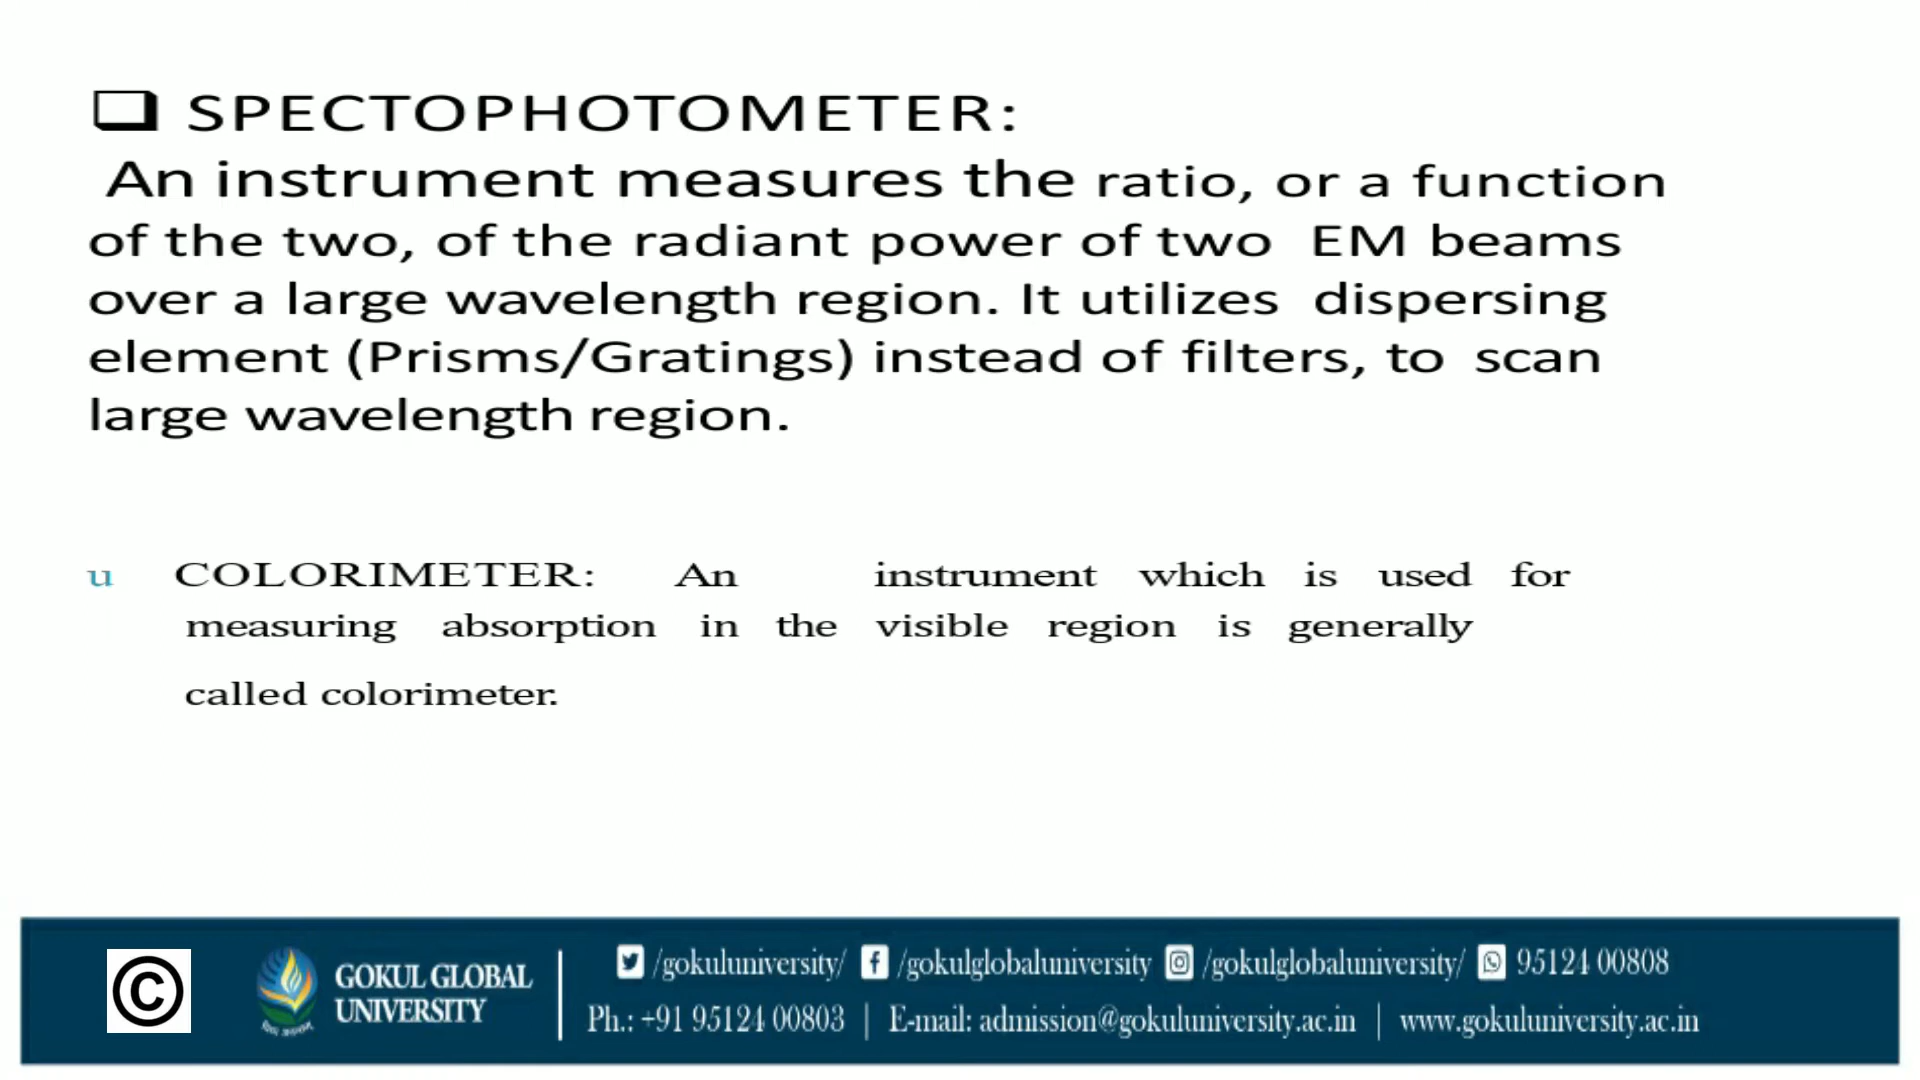 ❑ SPECTOPHOTOMETER:
An instrument measures the ratio, or a function
of the two, of the radiant power of two EM beams
over a large wavelength region. It utilizes dispersing
element (Prisms/Gratings) instead of filters, to scan
large wavelength region.
u COLORIMETER: An instrument which is used for
measuring absorption in the visible region is generally
called colorimeter.
©
GOKUL GLOBAL
UNIVERSITY
/gokuluniversity/ /gokulglobaluniversity /gokulglobaluniversity/ 95124 00808
Ph.: +91 95124 00803 | E-mail: admission@gokuluniversity.ac.in | www.gokuluniversity.ac.in